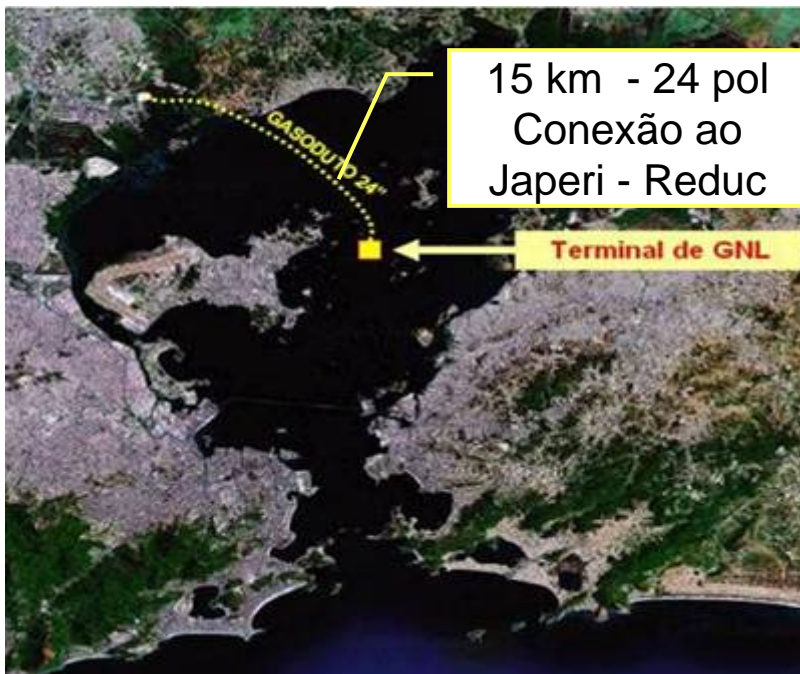 15 km - 24 pol
Conexão ao
Japeri - Reduc
GASODUTO 24"
Terminal de GNL